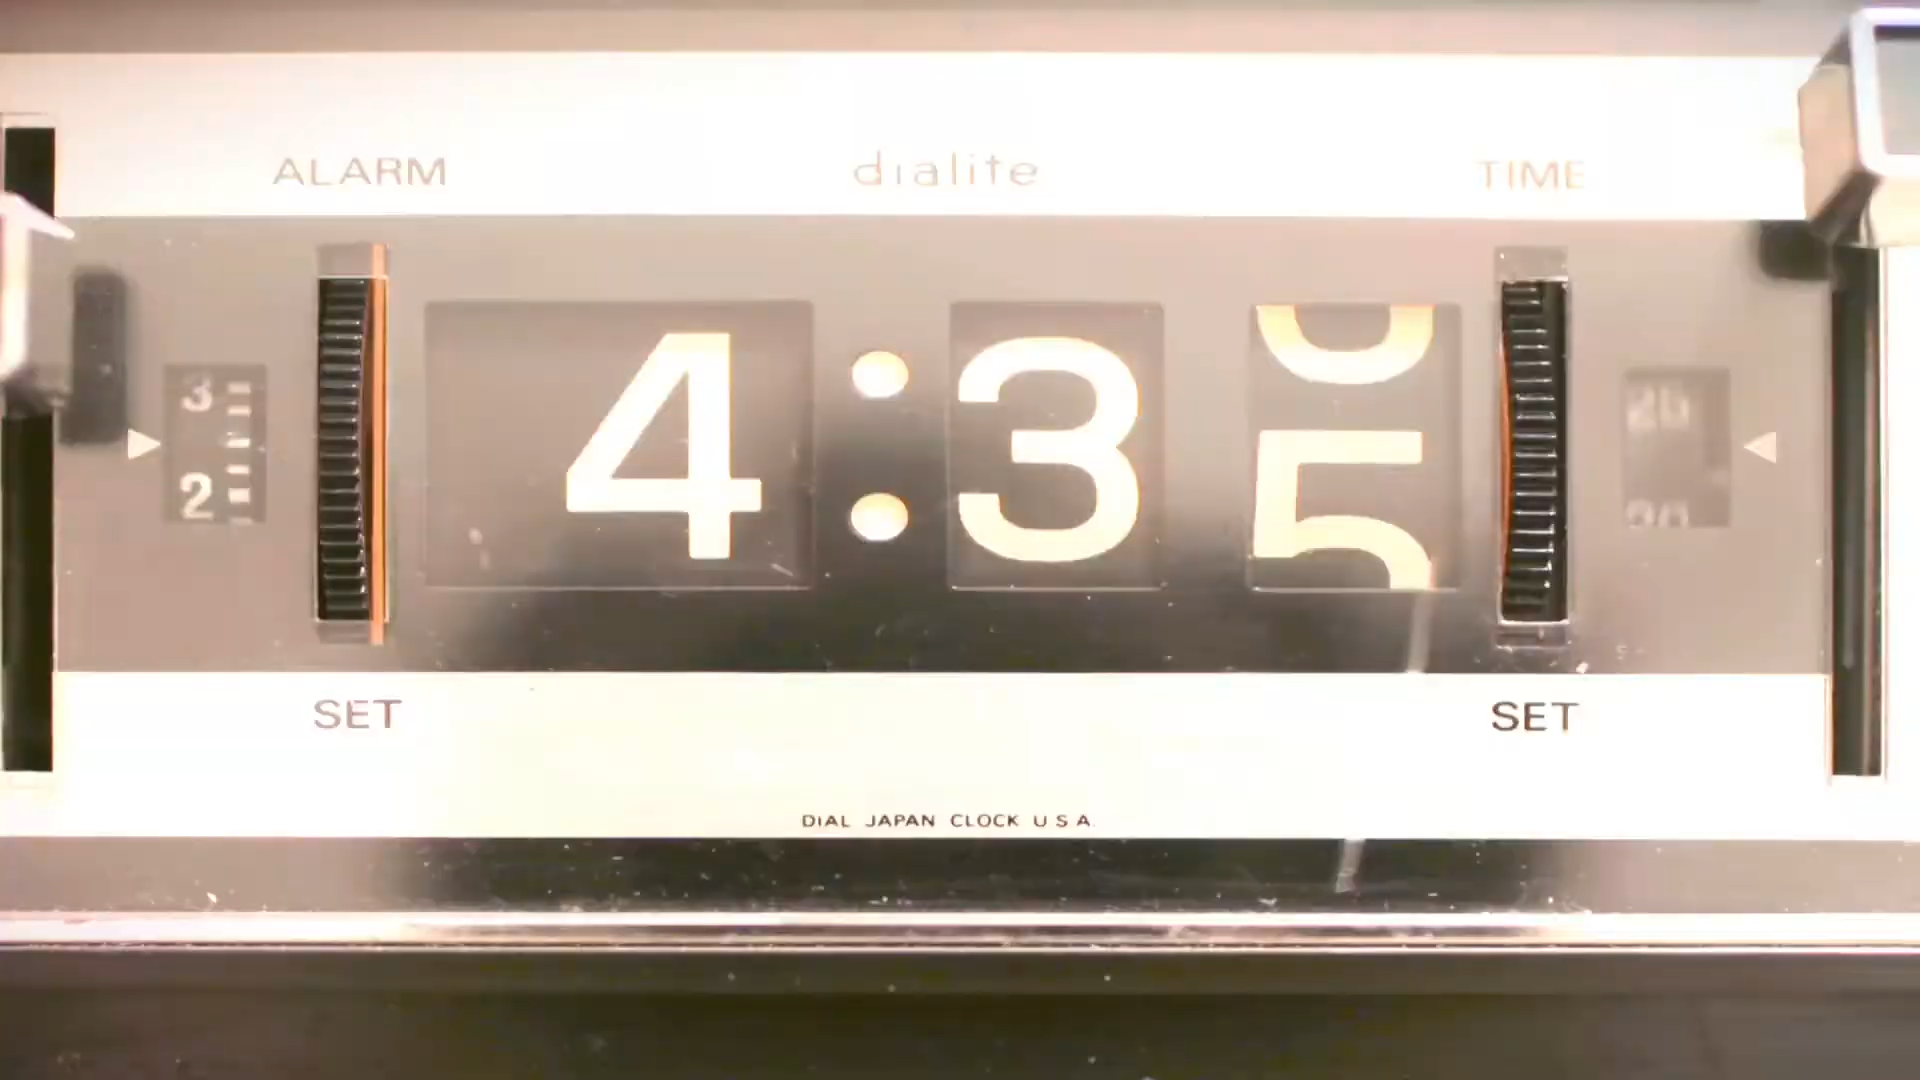 ALARM
dialite
TIME
4:3
5
3
2
SET
SET
DIAL JAPAN CLOCK U.S.A.